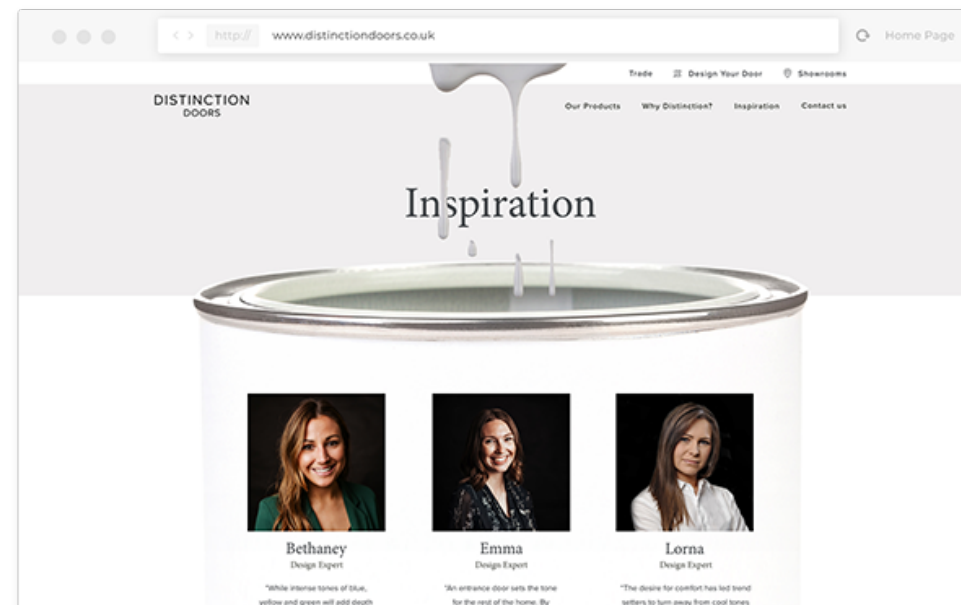 http:// www.distinctiondoors.co.uk Home Page
Trade Design Your Door Showrooms
DISTINCTION
DOORS
Our Products Why Distinction? Inspiration Contact us
Inspiration
Bethaney
Design Expert
"While intense tones of blue,
yellow and green will add depth
Emma
Design Expert
"An entrance door sets the tone
for the rest of the home. By
Lorna
Design Expert
"The desire for comfort has led trend
setters to turn away from cool tones